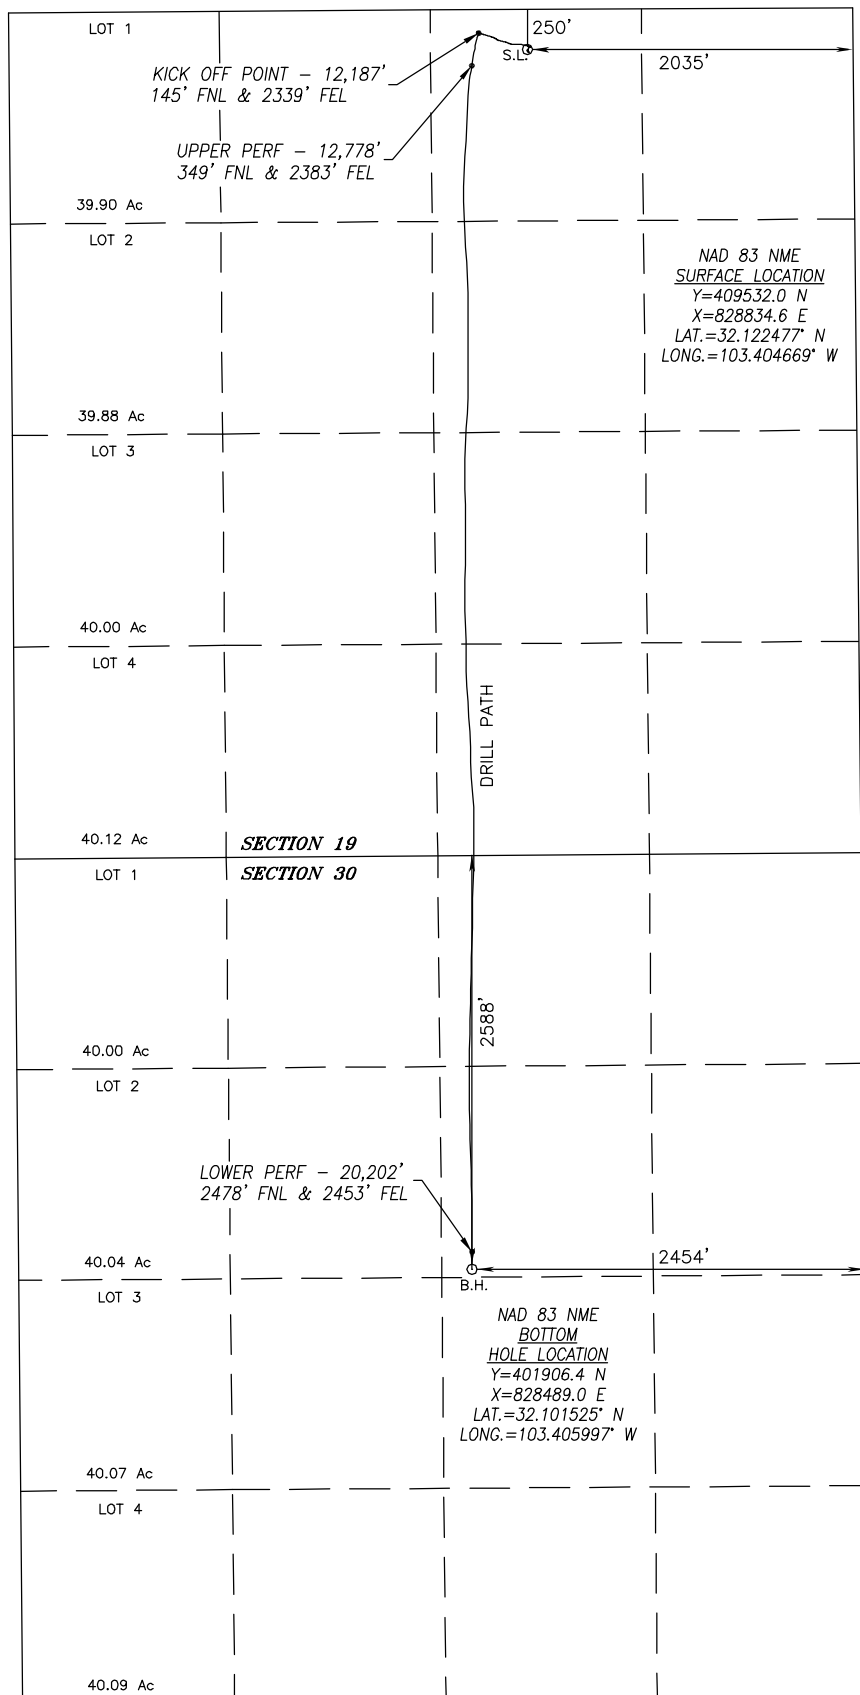 LOT 1
250'
S.L.
2035'
KICK OFF POINT – 12,187'
145' FNL & 2339' FEL
UPPER PERF – 12,778'
349' FNL & 2383' FEL
39.90 Ac
LOT 2
NAD 83 NME
SURFACE LOCATION
Y=409532.0 N
X=828834.6 E
LAT.=32.122477° N
LONG.=103.404669° W
39.88 Ac
LOT 3
40.00 Ac
LOT 4
DRILL PATH
40.12 Ac
SECTION 19
LOT 1
SECTION 30
2588'
40.00 Ac
LOT 2
LOWER PERF – 20,202'
2478' FNL & 2453' FEL
40.04 Ac
2454'
LOT 3
B.H.
NAD 83 NME
BOTTOM
HOLE LOCATION
Y=401906.4 N
X=828489.0 E
LAT.=32.101525° N
LONG.=103.405997° W
40.07 Ac
LOT 4
40.09 Ac